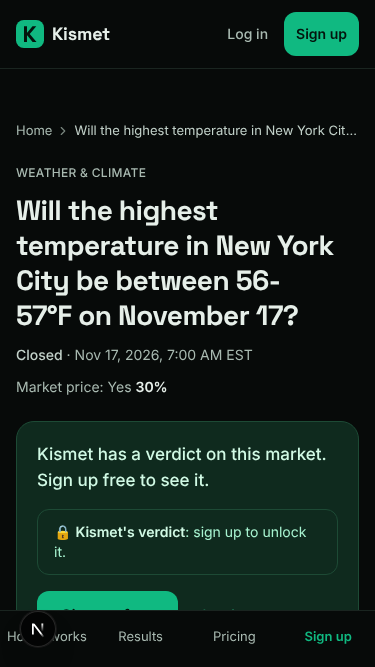 K Kismet
Log in
Sign up
Home > Will the highest temperature in New York Cit...
WEATHER & CLIMATE
Will the highest
temperature in New York
City be between 56-
57°F on November 17?
Closed · Nov 17, 2026, 7:00 AM EST
Market price: Yes 30%
Kismet has a verdict on this market.
Sign up free to see it.
🔒 Kismet's verdict: sign up to unlock
it.
N
Results
Pricing
Sign up